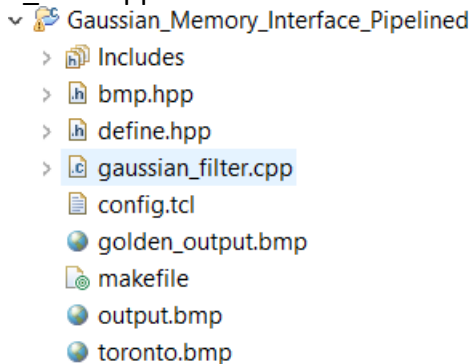 Gaussian_Memory_Interface_Pipelined
Includes
bmp.hpp
define.hpp
gaussian_filter.cpp
config.tcl
golden_output.bmp
makefile
output.bmp
toronto.bmp